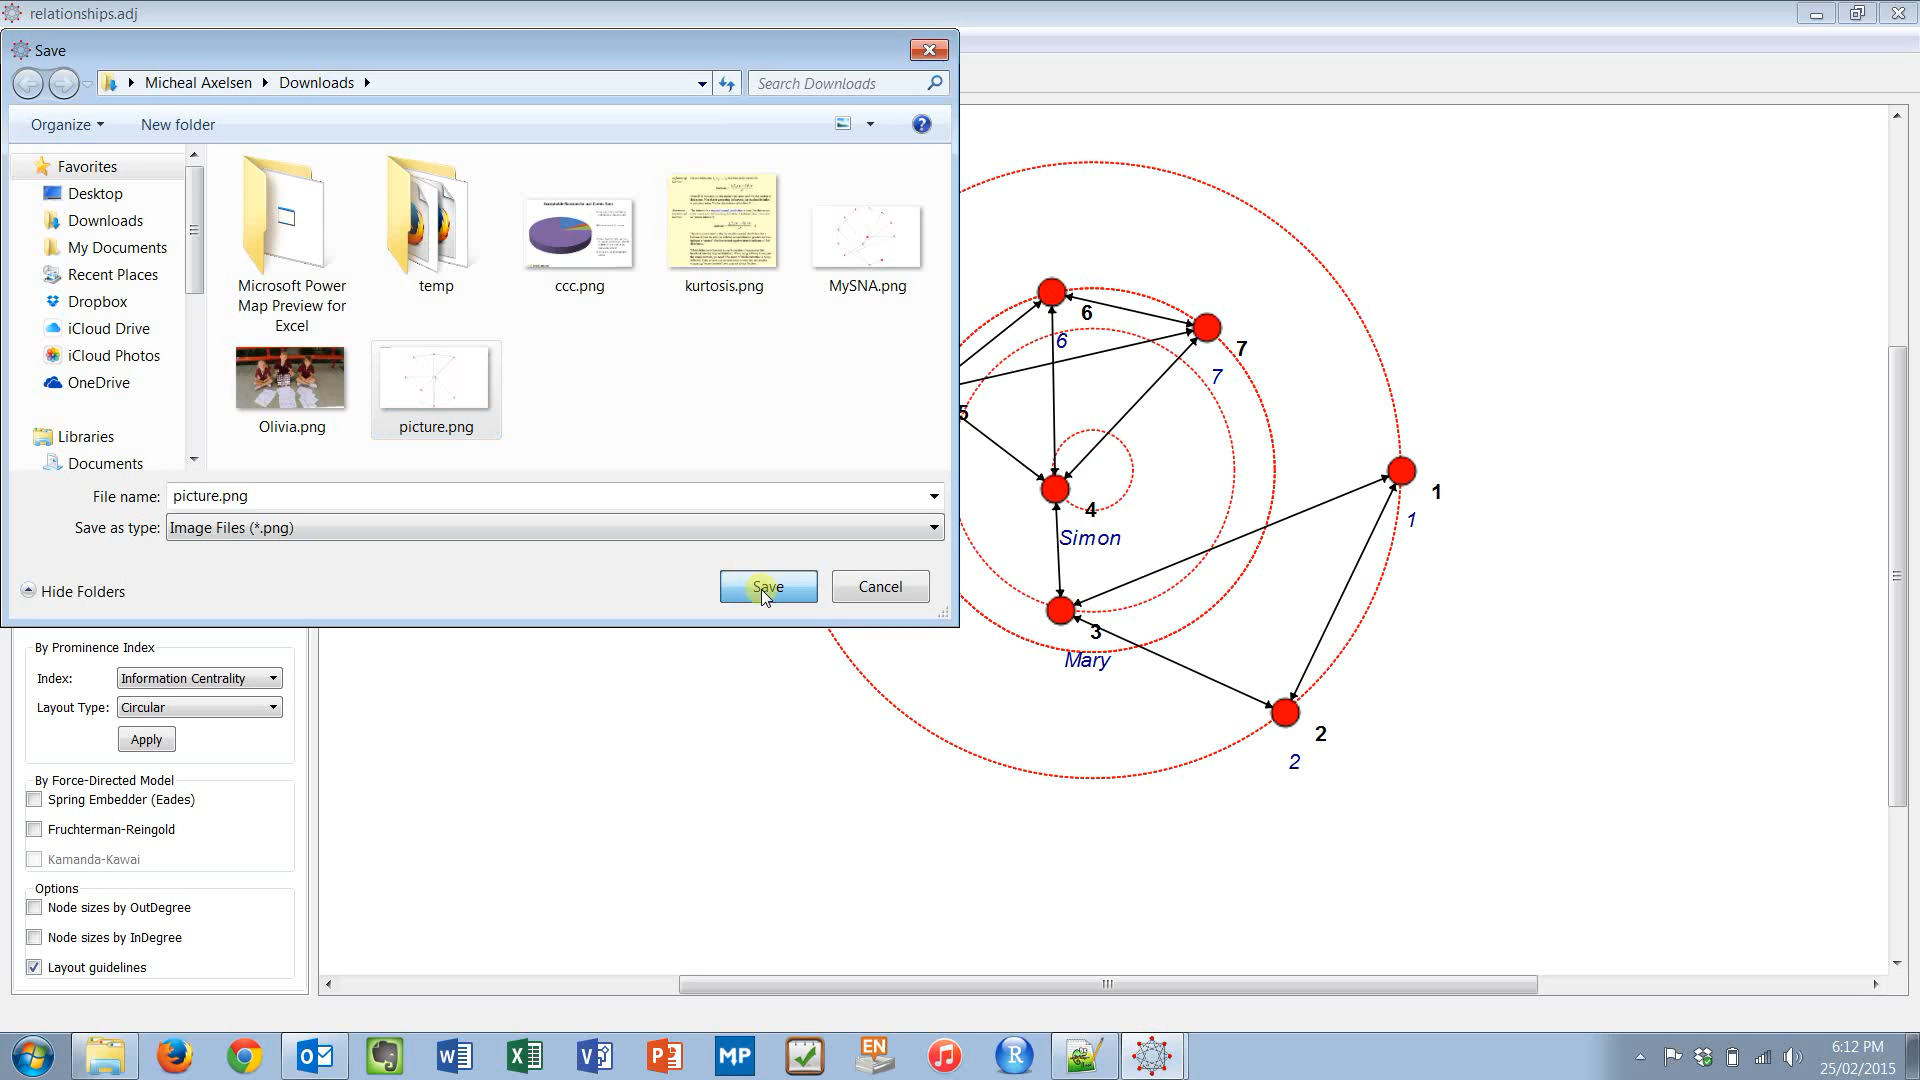 relationships.adj
Save
Micheal Axelsen
Downloads
Search Downloads
Organize
New folder
Favorites
Desktop
Downloads
My Documents
Recent Places
Dropbox
iCloud Drive
iCloud Photos
OneDrive
Libraries
Documents
Microsoft Power
Map Preview for
Excel
temp
ccc.png
kurtosis.png
MySNA.png
Olivia.png
picture.png
File name: picture.png
Save as type: Image Files (*.png)
Hide Folders
Save
Cancel
6
6
7
7
5
4
Simon
1
1
3
Mary
2
2
By Prominence Index
Index: Information Centrality
Layout Type: Circular
Apply
By Force-Directed Model
Spring Embedder (Eades)
Fruchterman-Reingold
Kamanda-Kawai
Options
Node sizes by OutDegree
Node sizes by InDegree
Layout guidelines
EN
MP
R
6:12 PM
25/02/2015